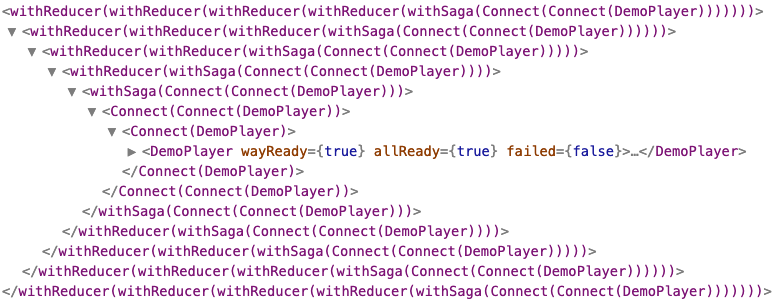 <withReducer(withReducer(withReducer(withReducer(withSaga(Connect(Connect(DemoPlayer)))))))>
▼ <withReducer(withReducer(withReducer(withSaga(Connect(Connect(DemoPlayer))))))>
▼ <withReducer(withReducer(withSaga(Connect(Connect(DemoPlayer)))))>
▼ <withReducer(withSaga(Connect(Connect(DemoPlayer))))>
▼ <withSaga(Connect(Connect(DemoPlayer)))>
▼ <Connect(Connect(DemoPlayer))>
▼ <Connect(DemoPlayer)>
▶ <DemoPlayer wayReady={true} allReady={true} failed={false}>…</DemoPlayer>
</Connect(DemoPlayer)>
</Connect(Connect(DemoPlayer))>
</withSaga(Connect(Connect(DemoPlayer)))>
</withReducer(withSaga(Connect(Connect(DemoPlayer))))>
</withReducer(withReducer(withSaga(Connect(Connect(DemoPlayer)))))>
</withReducer(withReducer(withReducer(withSaga(Connect(Connect(DemoPlayer))))))>
</withReducer(withReducer(withReducer(withReducer(withSaga(Connect(Connect(DemoPlayer)))))))>